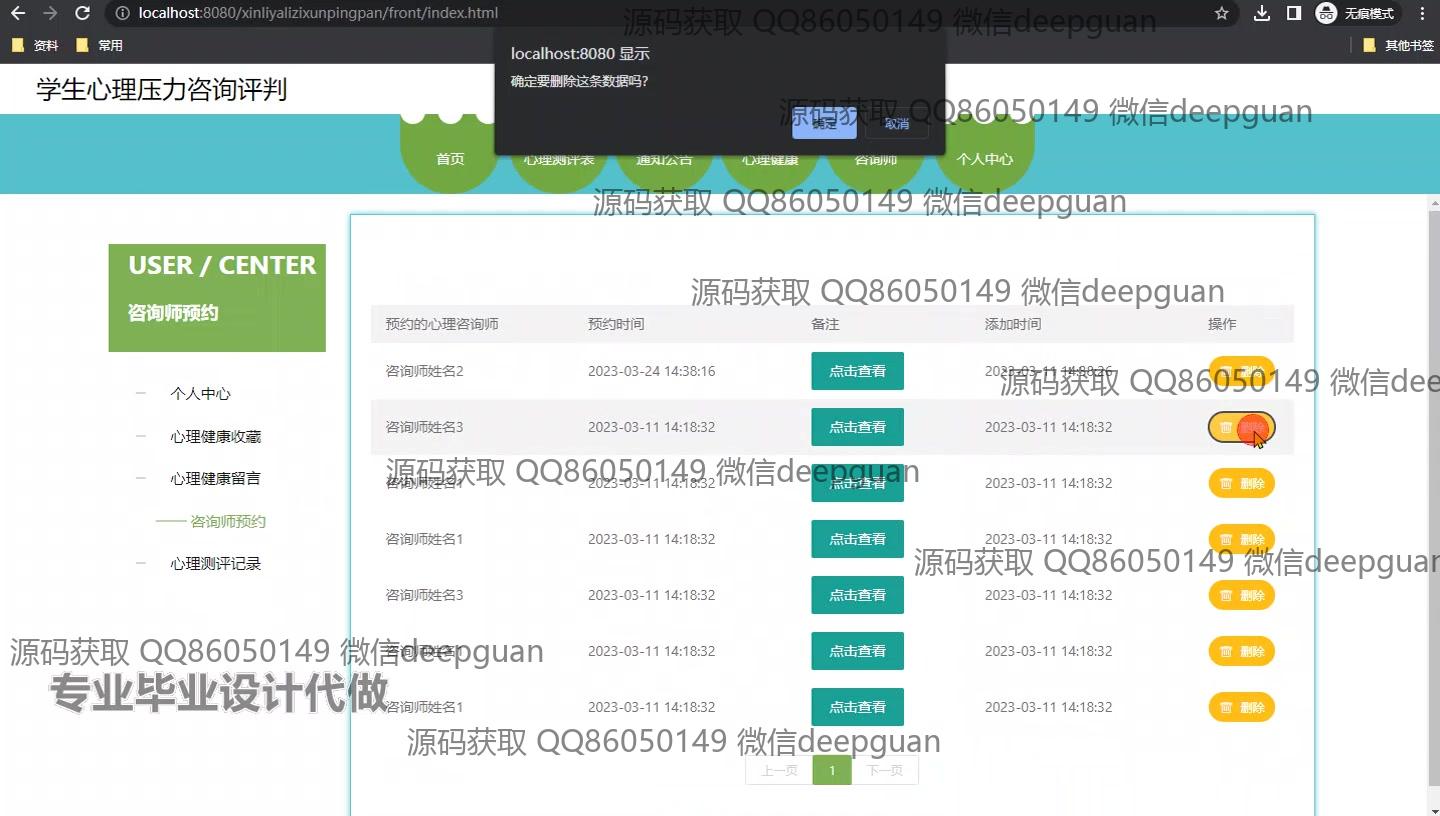 localhost:8080/xinliyalizixunpingpan/front/index.html
无痕模式
资料
常用
其他书签
源码获取 QQ86050149 微信deepguan
localhost:8080 显示
确定要删除这条数据吗?
确定
取消
学生心理压力咨询评判
源码获取 QQ86050149 微信deepguan
首页
心理测评表
通知公告
心理健康
咨询师
个人中心
源码获取 QQ86050149 微信deepguan
USER / CENTER
咨询师预约
个人中心
心理健康收藏
心理健康留言
咨询师预约
心理测评记录
源码获取 QQ86050149 微信deepguan
预约的心理咨询师 预约时间 备注 添加时间 操作
咨询师姓名2 2023-03-24 14:38:16 点击查看 2023-03-11 14:38:26 删除
源码获取 QQ86050149 微信dee
咨询师姓名3 2023-03-11 14:18:32 点击查看 2023-03-11 14:18:32 删除
源码获取 QQ86050149 微信deepguan
咨询师姓名1 2023-03-11 14:18:32 点击查看 2023-03-11 14:18:32 删除
咨询师姓名1 2023-03-11 14:18:32 点击查看 2023-03-11 14:18:32 删除
源码获取 QQ86050149 微信deepguan
咨询师姓名3 2023-03-11 14:18:32 点击查看 2023-03-11 14:18:32 删除
源码获取 QQ86050149 微信deepguan
2023-03-11 14:18:32 点击查看 2023-03-11 14:18:32 删除
专业毕业设计代做
咨询师姓名1 2023-03-11 14:18:32 点击查看 2023-03-11 14:18:32 删除
源码获取 QQ86050149 微信deepguan
上一页 1 下一页